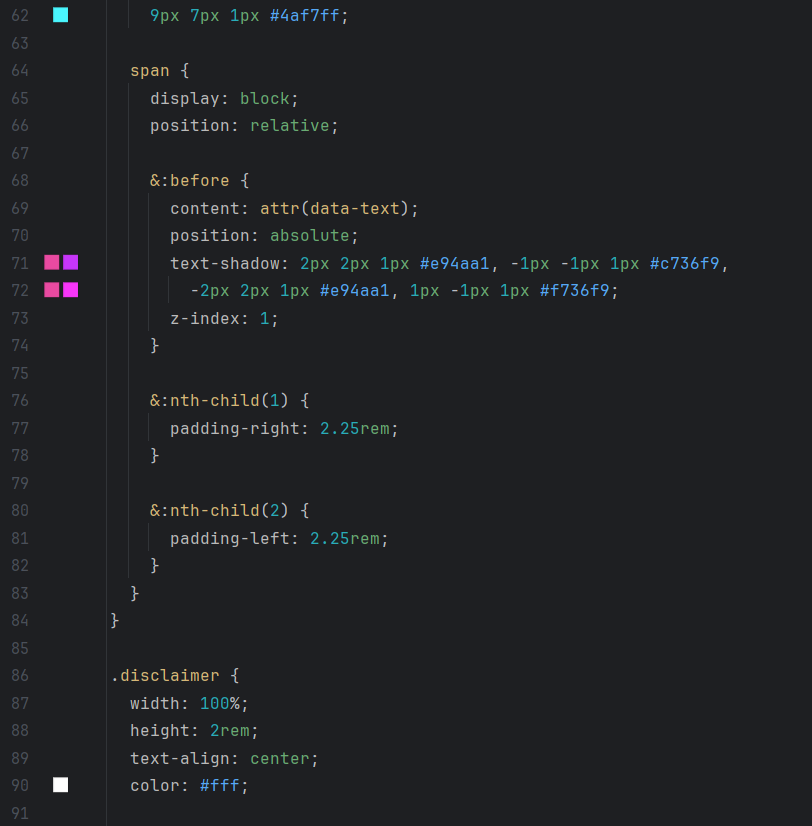 62 9px 7px 1px #4af7ff;
63
64 span {
65 display: block;
66 position: relative;
67
68 &:before {
69 content: attr(data-text);
70 position: absolute;
71 text-shadow: 2px 2px 1px #e94aa1, -1px -1px 1px #c736f9,
72 -2px 2px 1px #e94aa1, 1px -1px 1px #f736f9;
73 z-index: 1;
74 }
75
76 &:nth-child(1) {
77 padding-right: 2.25rem;
78 }
79
80 &:nth-child(2) {
81 padding-left: 2.25rem;
82 }
83 }
84 }
85
86 .disclaimer {
87 width: 100%;
88 height: 2rem;
89 text-align: center;
90 color: #fff;
91